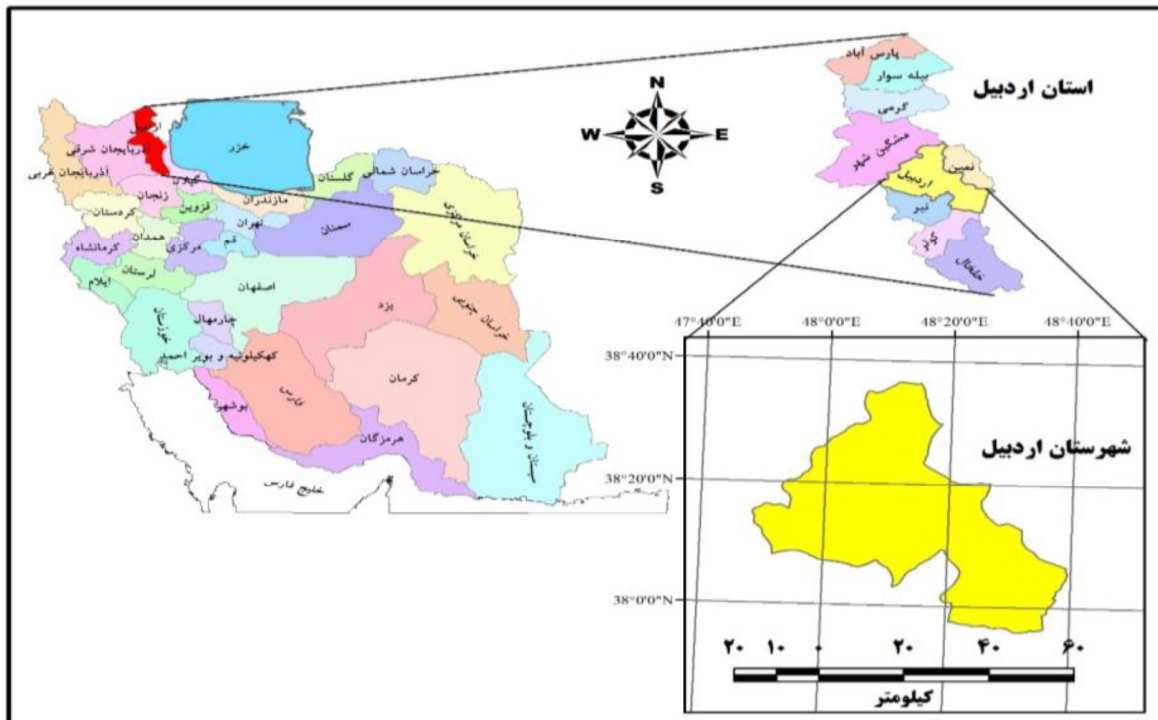 استان اردبیل
پارس آباد
بیله سوار
گرمی
مشگین شهر
نمین
اردبیل
نیر
کوثر
خلخال
N
W
E
S
اردبیل
خزر
آذربایجان شرقی
آذربایجان غربی
گیلان
گلستان
خراسان شمالی
زنجان
مازندران
قزوین
کردستان
تهران
سمنان
خراسان مرکزی
همدان
قم
مرکزی
کرمانشاه
لرستان
ایلام
اصفهان
یزد
خراسان جنوبی
چارمهال
خوزستان
کهکیلونیه و بویر احمد
کرمان
فارس
بوشهر
هرمزگان
سیستان و بلوچستان
خلیج فارس
47°40'0"E
48°0'0"E
48°20'0"E
48°40'0"E
38°40'0"N
38°20'0"N
38°0'0"N
شهرستان اردبیل
۲۰ ۱۰ ۰ ۲۰ ۴۰ ۶۰
کیلومتر